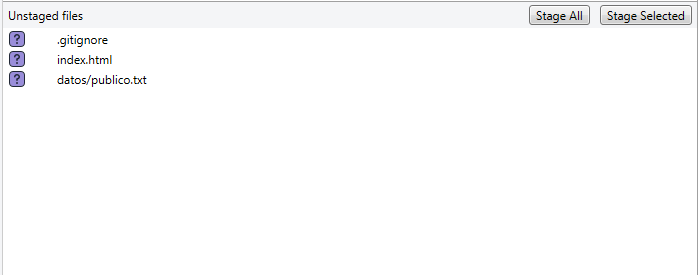 Unstaged files Stage All Stage Selected
? .gitignore
? index.html
? datos/publico.txt